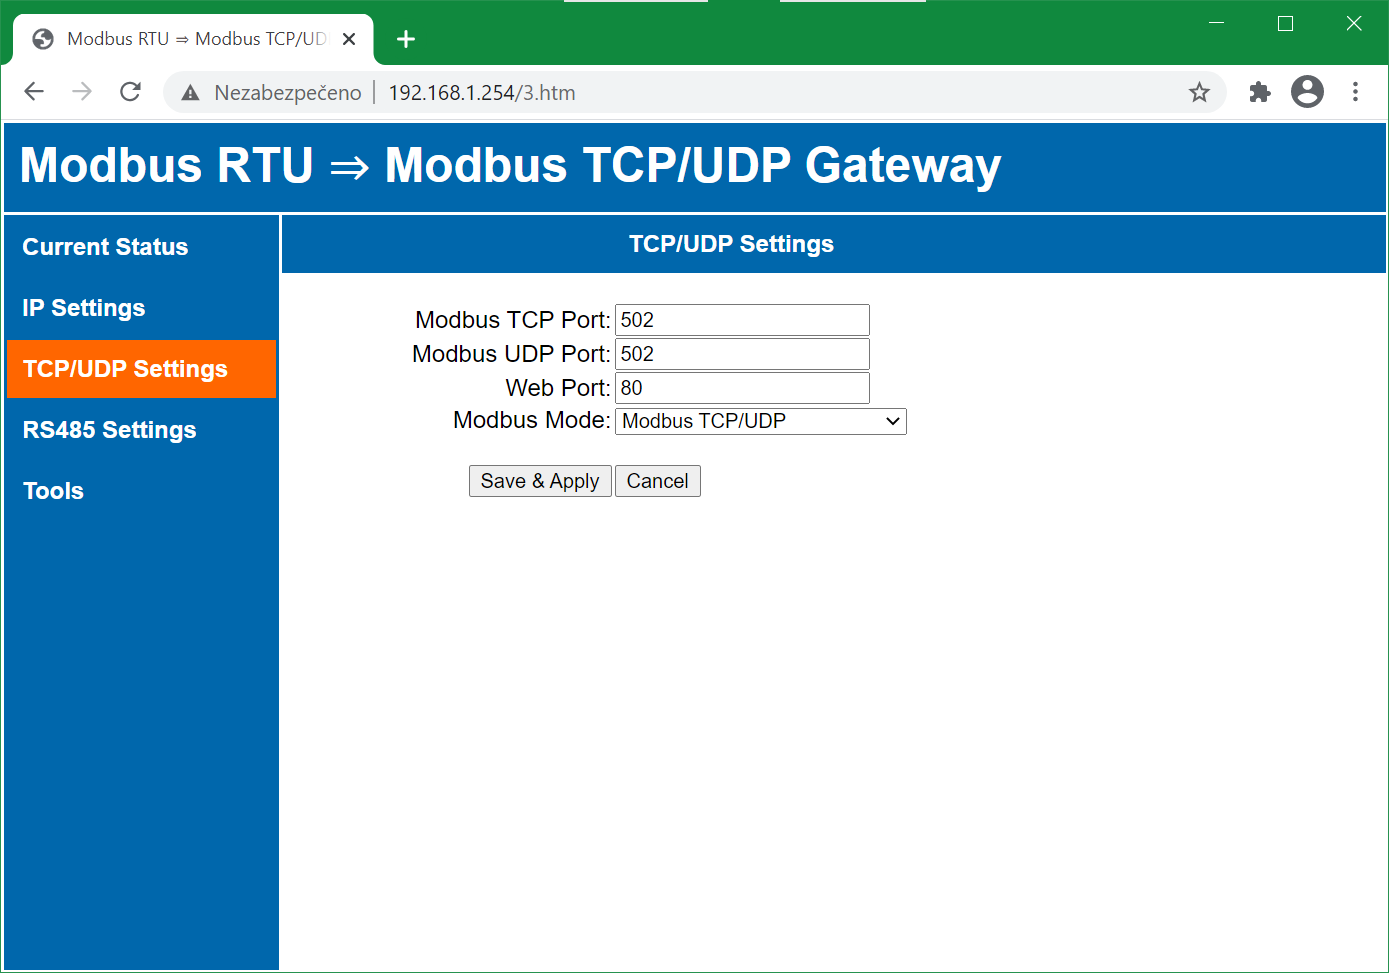 Modbus RTU ⇒ Modbus TCP/UD
Nezabezpečeno | 192.168.1.254/3.htm
Modbus RTU ⇒ Modbus TCP/UDP Gateway
Current Status
IP Settings
TCP/UDP Settings
RS485 Settings
Tools
TCP/UDP Settings
Modbus TCP Port: 502
Modbus UDP Port: 502
Web Port: 80
Modbus Mode: Modbus TCP/UDP
Save & Apply Cancel